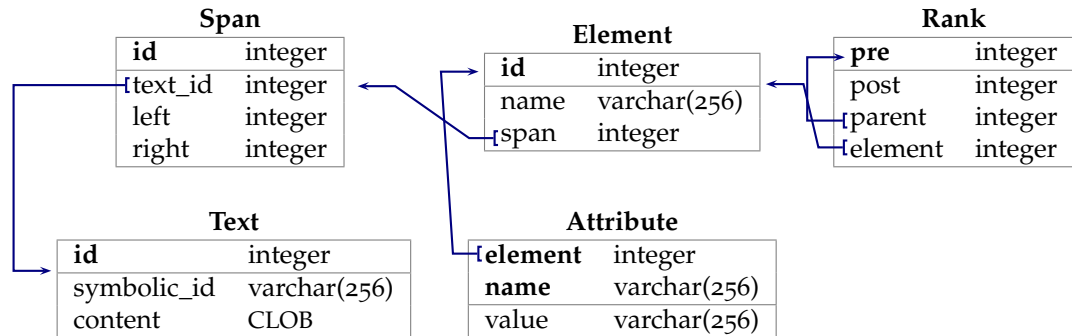 Span
id integer
text_id integer
left integer
right integer
Element
id integer
name varchar(256)
span integer
Rank
pre integer
post integer
parent integer
element integer
Text
id integer
symbolic_id varchar(256)
content CLOB
Attribute
element integer
name varchar(256)
value varchar(256)